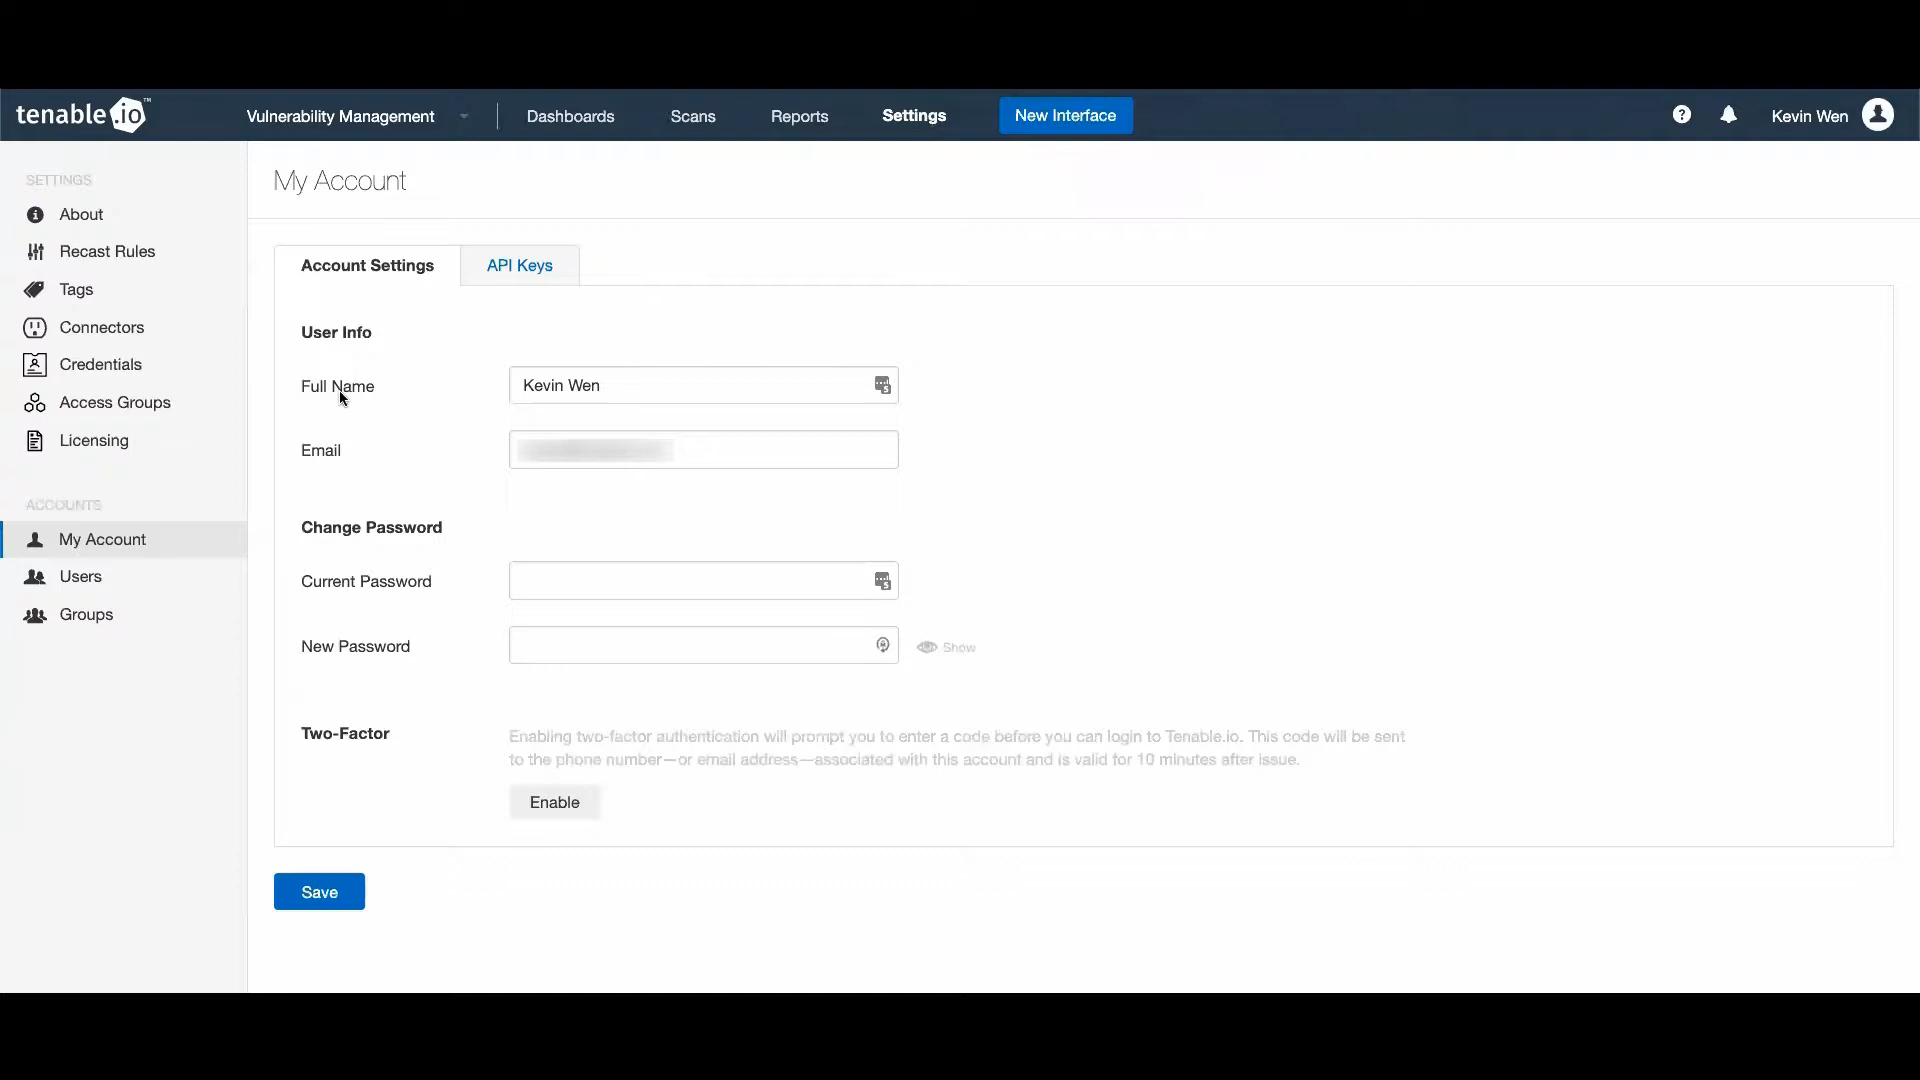 tenable.io™
Vulnerability Management
Dashboards
Scans
Reports
Settings
New Interface
?
Kevin Wen
SETTINGS
About
Recast Rules
Tags
Connectors
Credentials
Access Groups
Licensing
ACCOUNTS
My Account
Users
Groups
My Account
Account Settings
API Keys
User Info
Full Name
Kevin Wen
Email
Change Password
Current Password
New Password
Show
Two-Factor
Enabling two-factor authentication will prompt you to enter a code before you can login to Tenable.io. This code will be sent
to the phone number—or email address—associated with this account and is valid for 10 minutes after issue.
Enable
Save